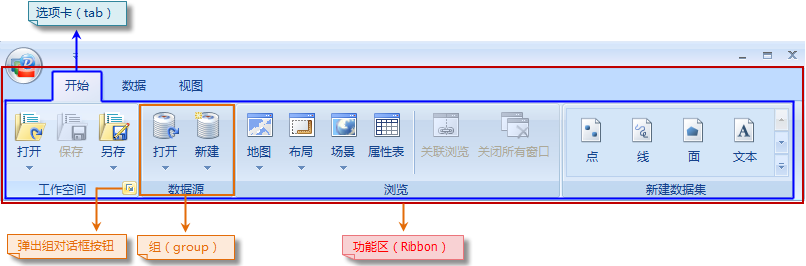 选项卡（tab）
开始 数据 视图
打开 保存 另存 打开 新建 地图 布局 场景 属性表 关联浏览 关闭所有窗口 点 线 面 文本
工作空间 数据源 浏览 新建数据集
弹出组对话框按钮 组（group） 功能区（Ribbon）